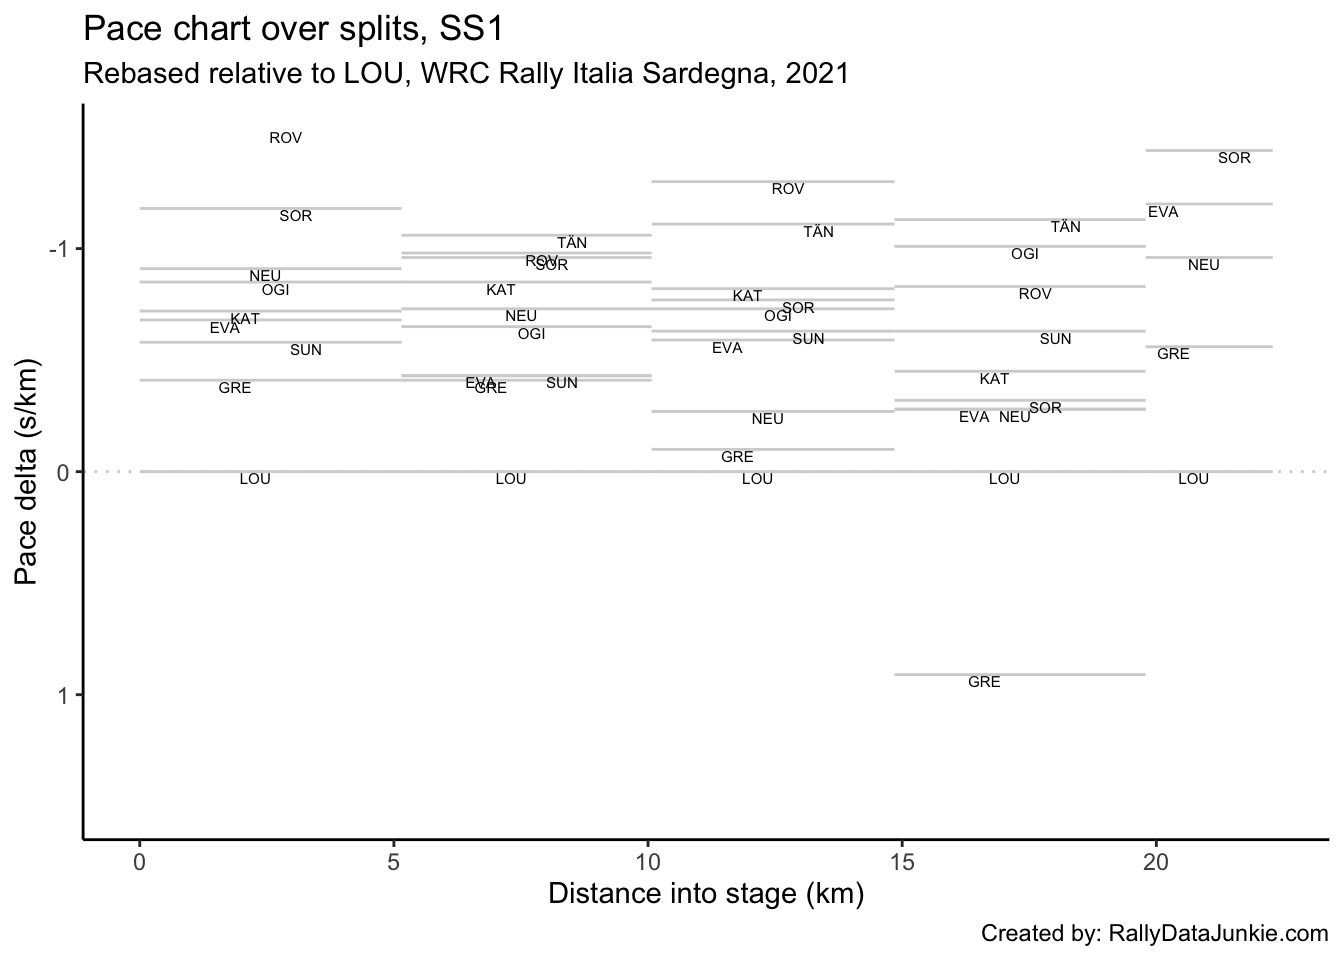 Pace chart over splits, SS1
Rebased relative to LOU, WRC Rally Italia Sardegna, 2021
Pace delta (s/km)
-1
0
1
ROV
SOR
NEU
OGI
KAT
EVA
SUN
GRE
LOU
TÄN
ROV
SOR
KAT
NEU
OGI
EVA
GRE
SUN
LOU
ROV
TÄN
KAT
SOR
OGI
SUN
EVA
NEU
GRE
LOU
TÄN
OGI
ROV
SUN
KAT
SOR
EVA NEU
LOU
GRE
SOR
EVA
NEU
GRE
LOU
0 5 10 15 20
Distance into stage (km)
Created by: RallyDataJunkie.com